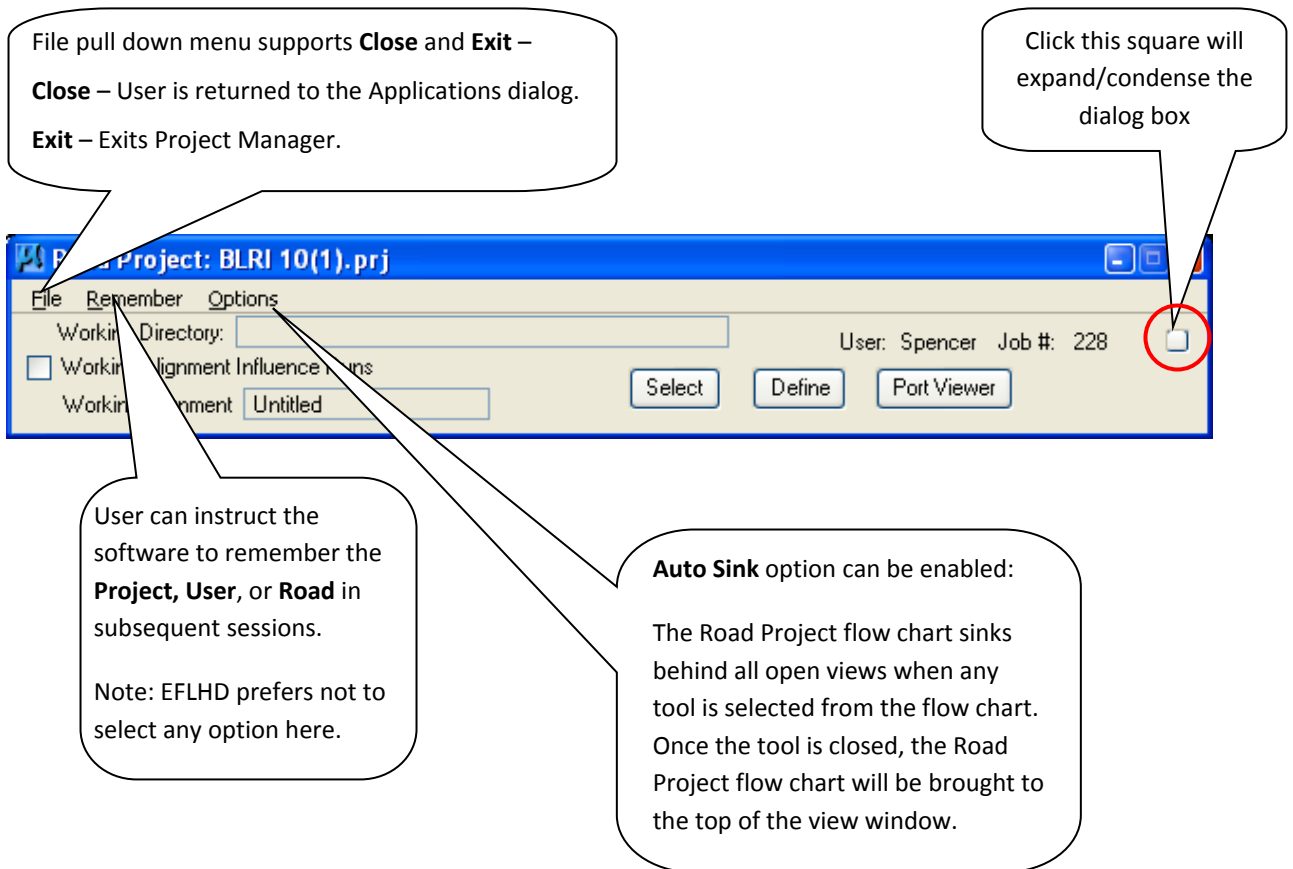 File pull down menu supports Close and Exit –
Close – User is returned to the Applications dialog.
Exit – Exits Project Manager.
Click this square will
expand/condense the
dialog box
Project: BLRI 10(1).prj
File Remember Options
Directory:
User: Spencer Job #: 228
Influence
Select Define Port Viewer
Untitled
User can instruct the
software to remember the
Project, User, or Road in
subsequent sessions.
Note: EFLHD prefers not to
select any option here.
Auto Sink option can be enabled:
The Road Project flow chart sinks
behind all open views when any
tool is selected from the flow chart.
Once the tool is closed, the Road
Project flow chart will be brought to
the top of the view window.